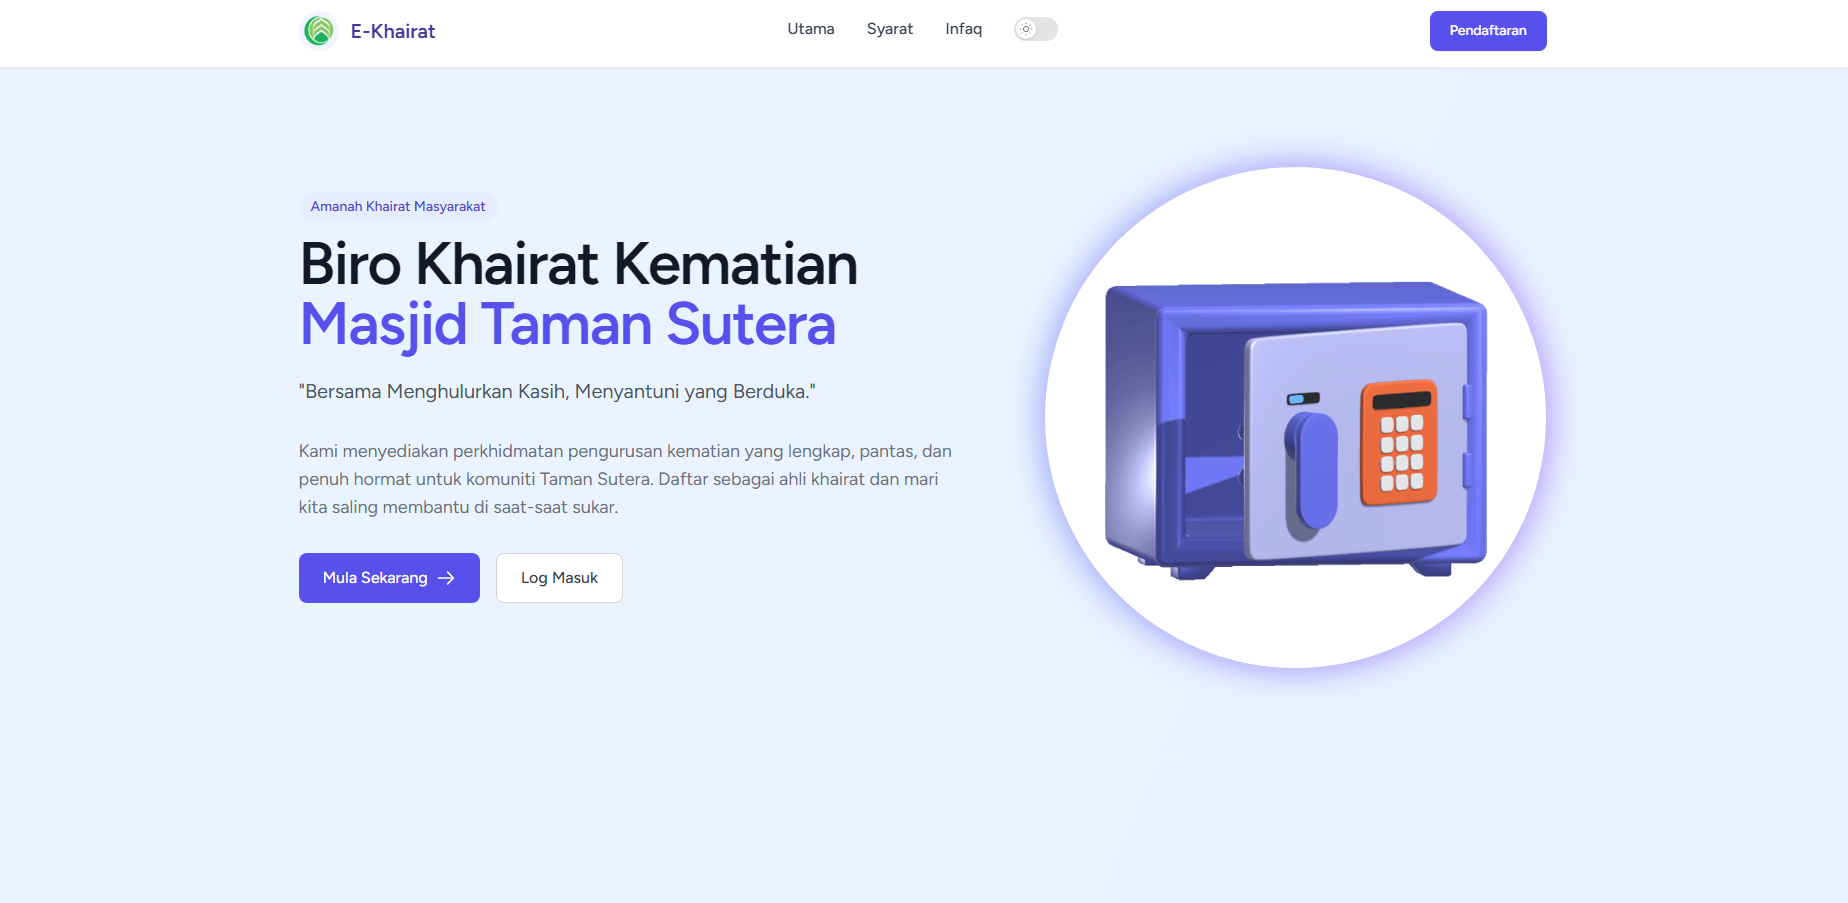 E-Khairat
Utama
Syarat
Infaq
Pendaftaran
Amanah Khairat Masyarakat
Biro Khairat Kematian
Masjid Taman Sutera
"Bersama Menghulurkan Kasih, Menyantuni yang Berduka."
Kami menyediakan perkhidmatan pengurusan kematian yang lengkap, pantas, dan
penuh hormat untuk komuniti Taman Sutera. Daftar sebagai ahli khairat dan mari
kita saling membantu di saat-saat sukar.
Mula Sekarang →
Log Masuk